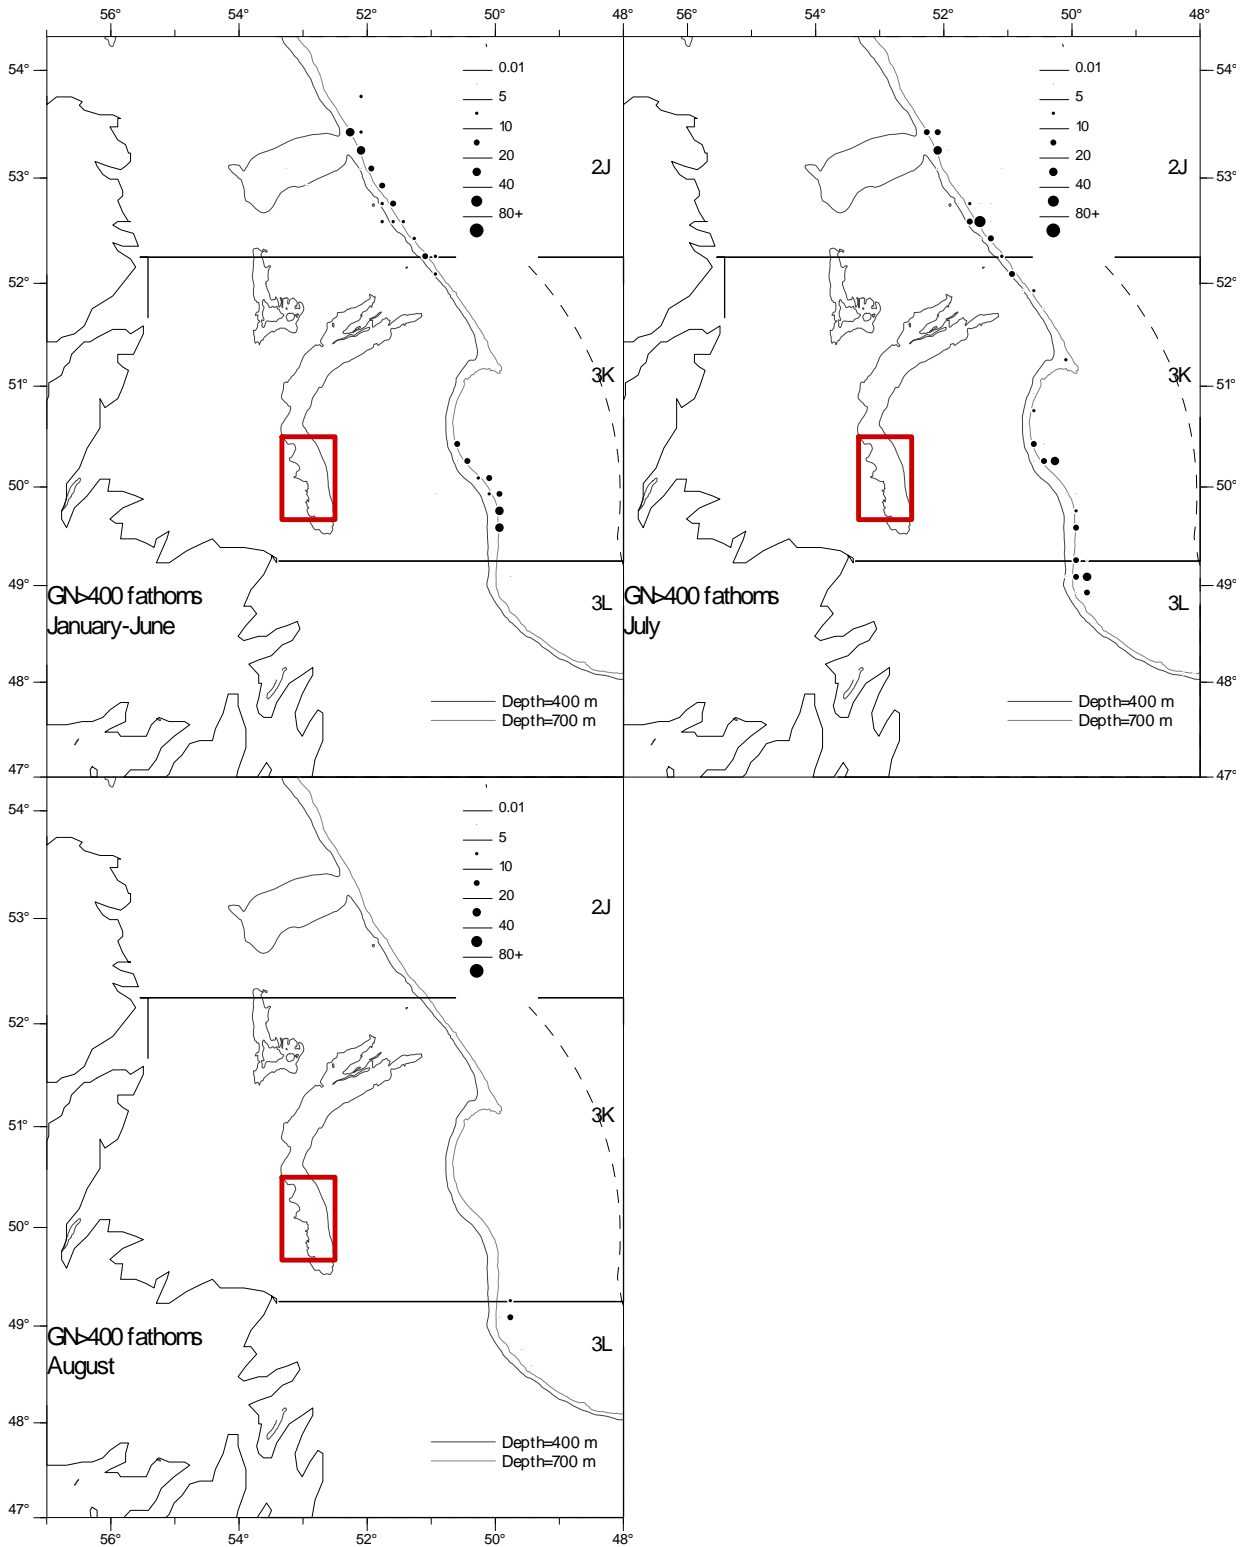 56° 54° 52° 50° 48°
56° 54° 52° 50° 48°
54°
53°
52°
51°
50°
49°
48°
47°
0.01
5
10
20
40
80+
2J
3K
3L
GN>400 fathoms
January-June
Depth=400 m
Depth=700 m
0.01
5
10
20
40
80+
2J
3K
3L
GN>400 fathoms
July
Depth=400 m
Depth=700 m
54°
53°
52°
51°
50°
49°
48°
47°
54°
53°
52°
51°
50°
49°
48°
47°
0.01
5
10
20
40
80+
2J
3K
3L
GN>400 fathoms
August
Depth=400 m
Depth=700 m
56° 54° 52° 50° 48°